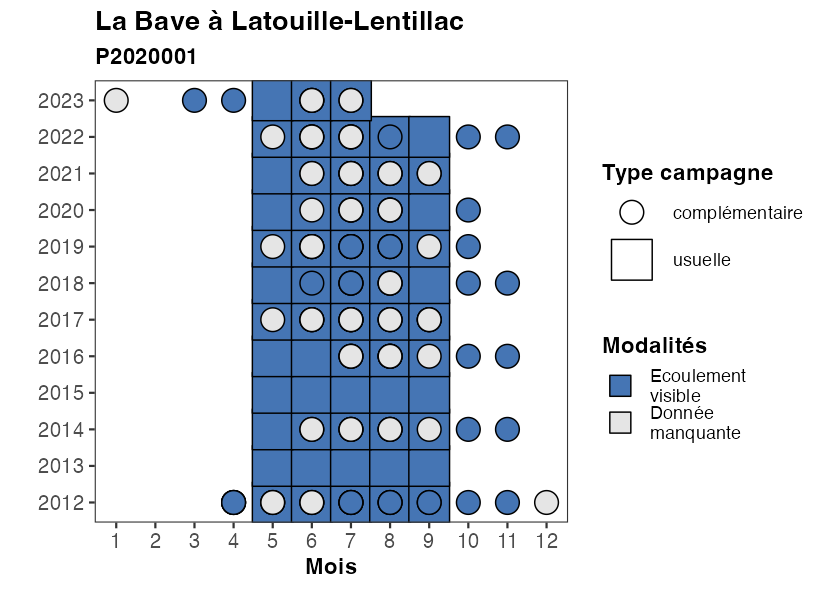 La Bave à Latouille-Lentillac
P2020001
2023
2022
2021
2020
2019
2018
2017
2016
2015
2014
2013
2012
1 2 3 4 5 6 7 8 9 10 11 12
Mois
Type campagne
complémentaire
usuelle
Modalités
Ecoulement
visible
Donnée
manquante